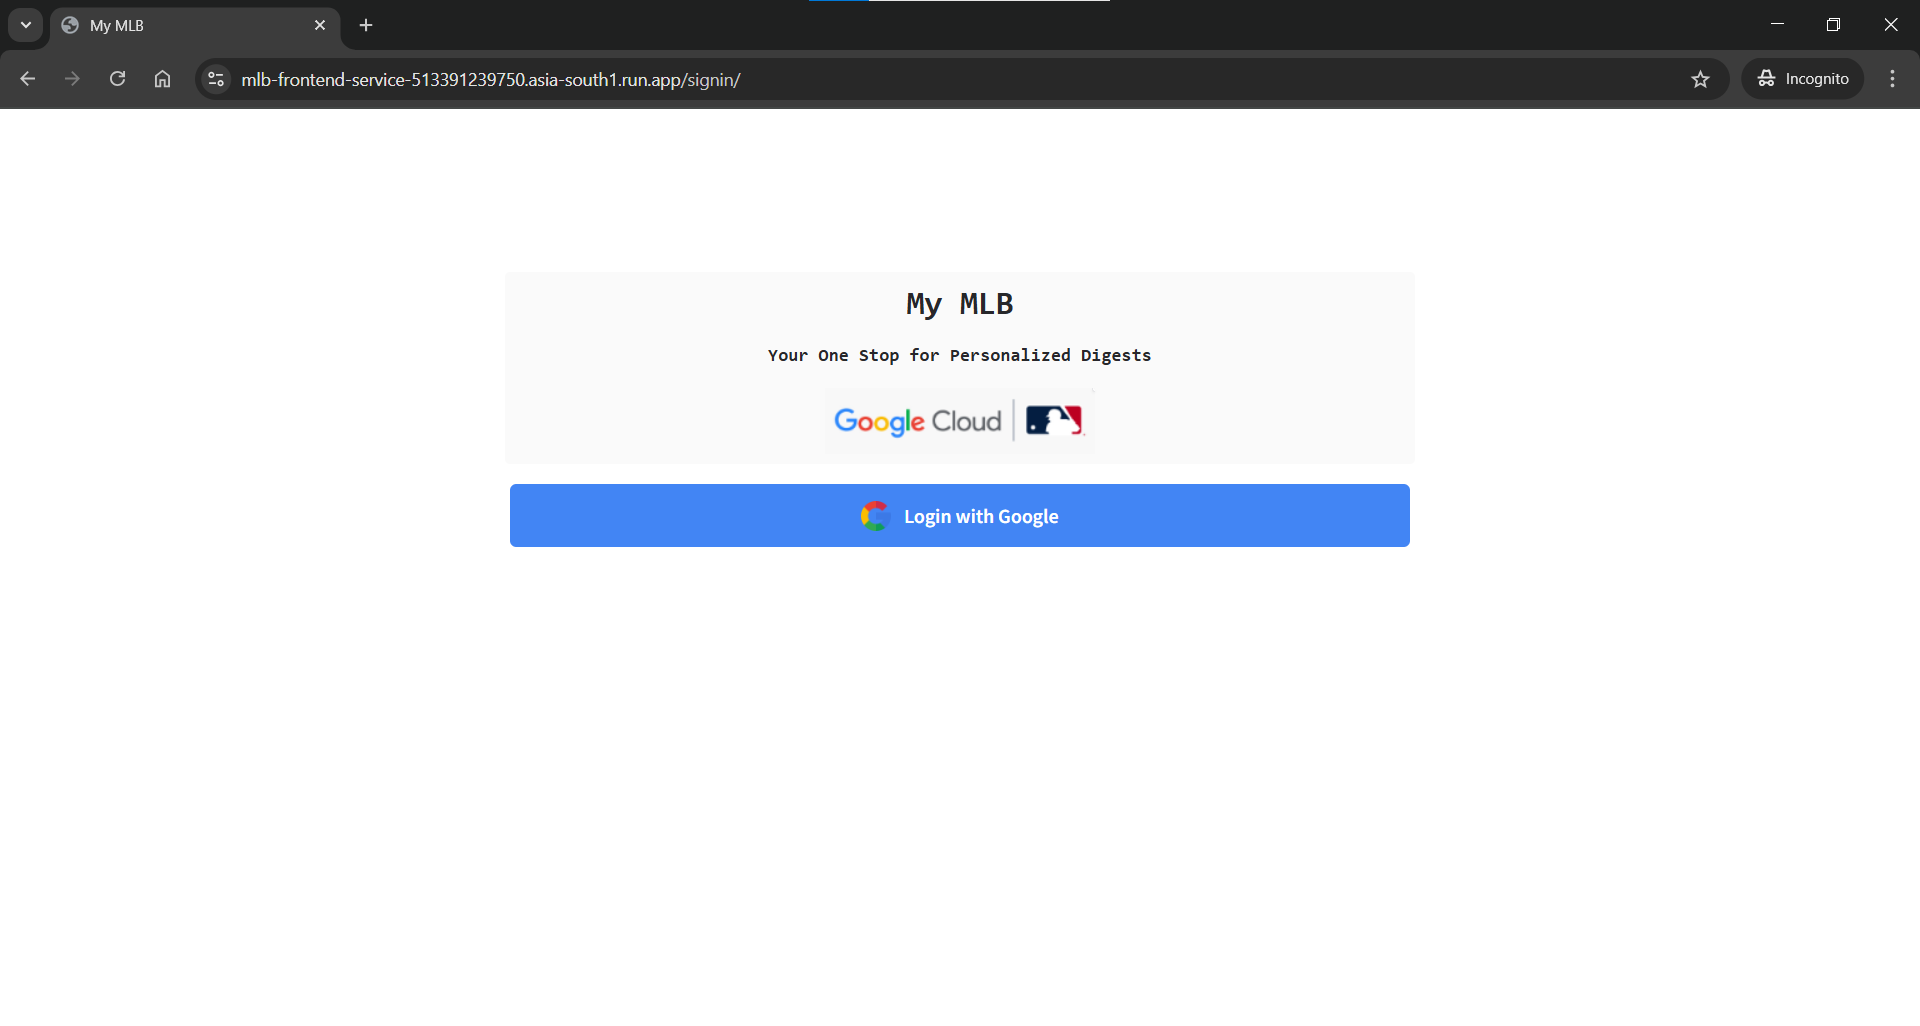 My MLB
mlb-frontend-service-513391239750.asia-south1.run.app/signin/
Incognito
My MLB
Your One Stop for Personalized Digests
Google Cloud
Login with Google